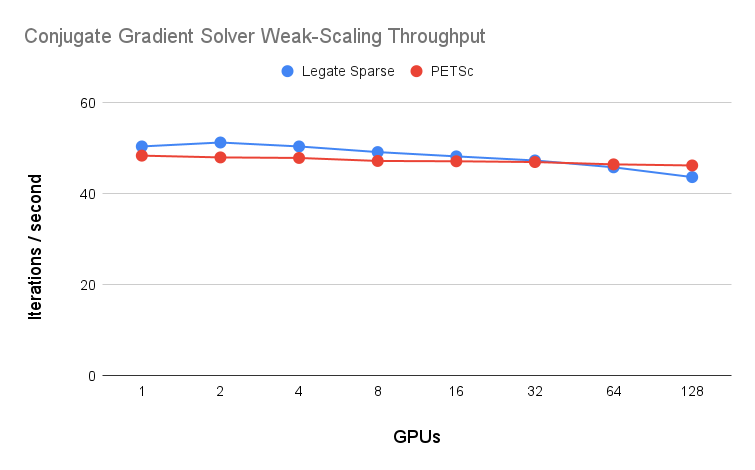 Conjugate Gradient Solver Weak-Scaling Throughput
Legate Sparse PETSc
60
40
20
0
Iterations / second
1 2 4 8 16 32 64 128
GPUs